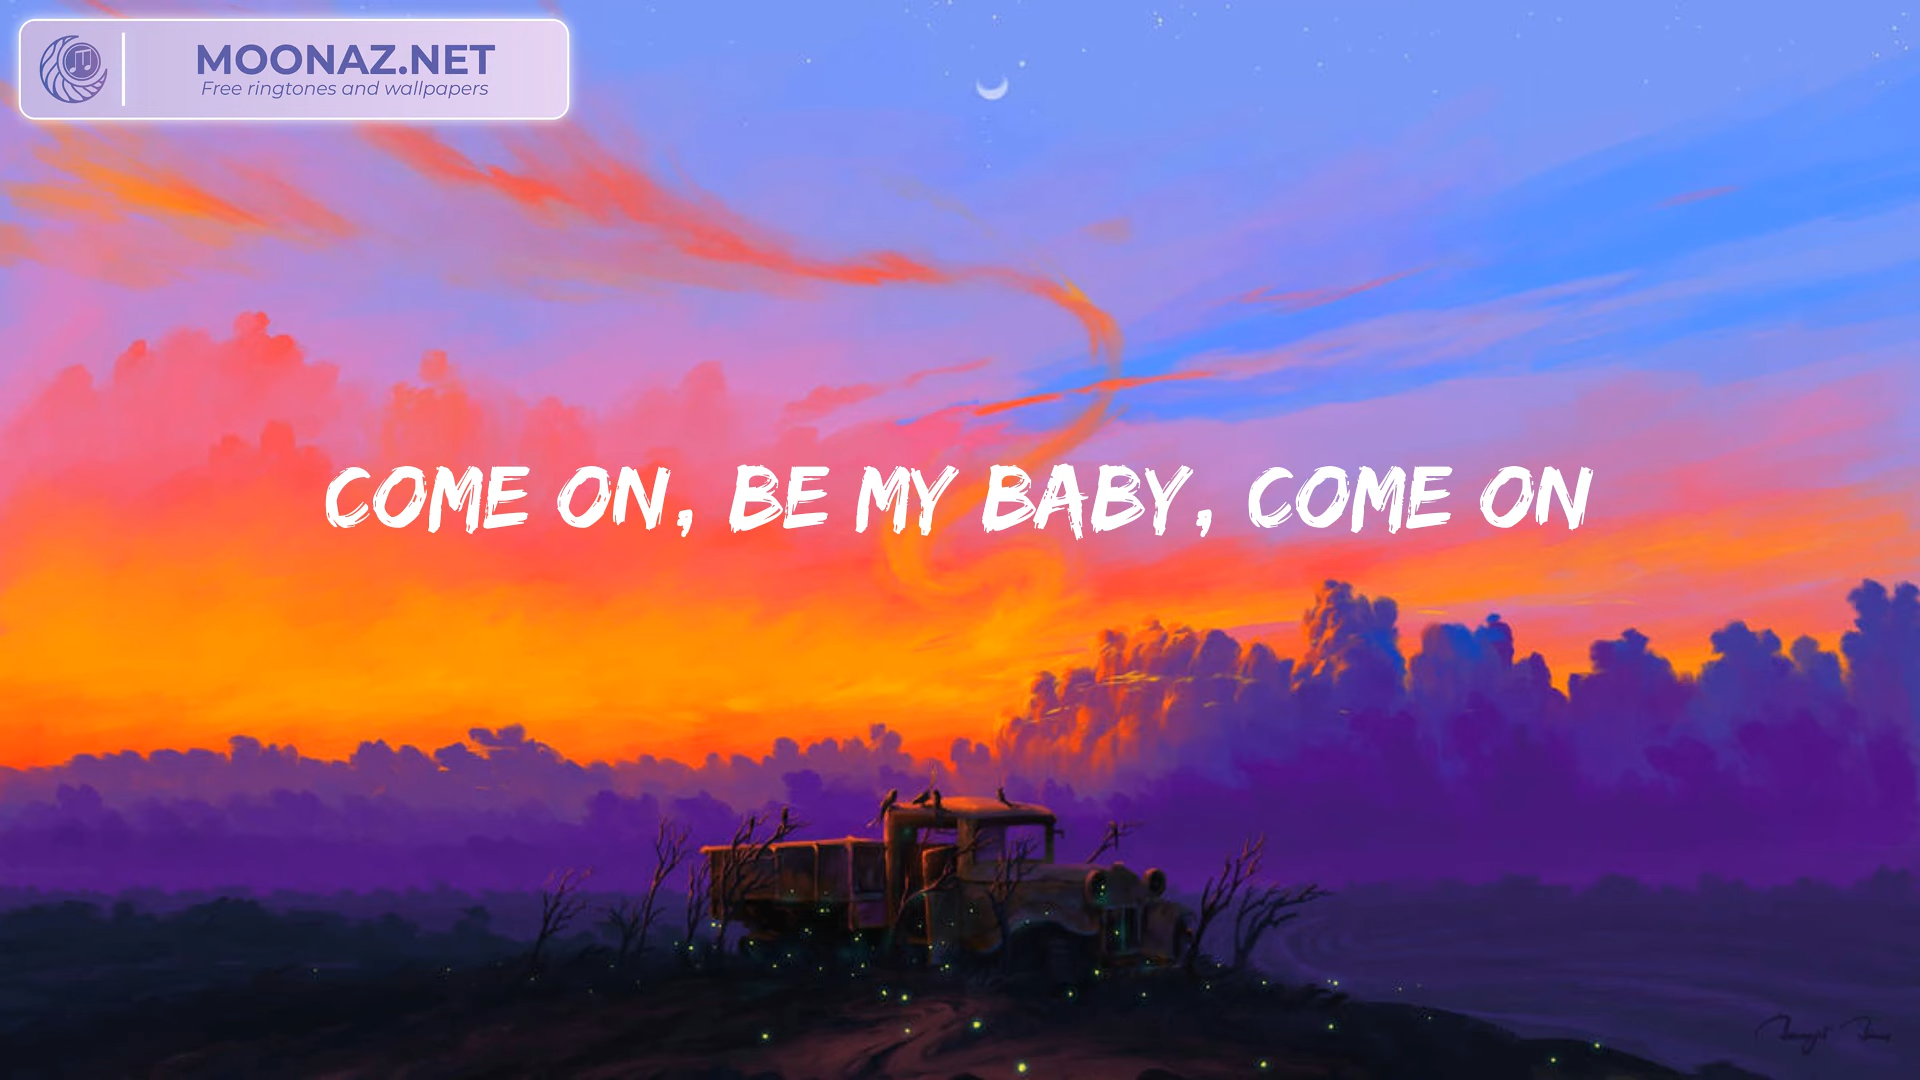 MOONAZ.NET
Free ringtones and wallpapers
COME ON, BE MY BABY, COME ON